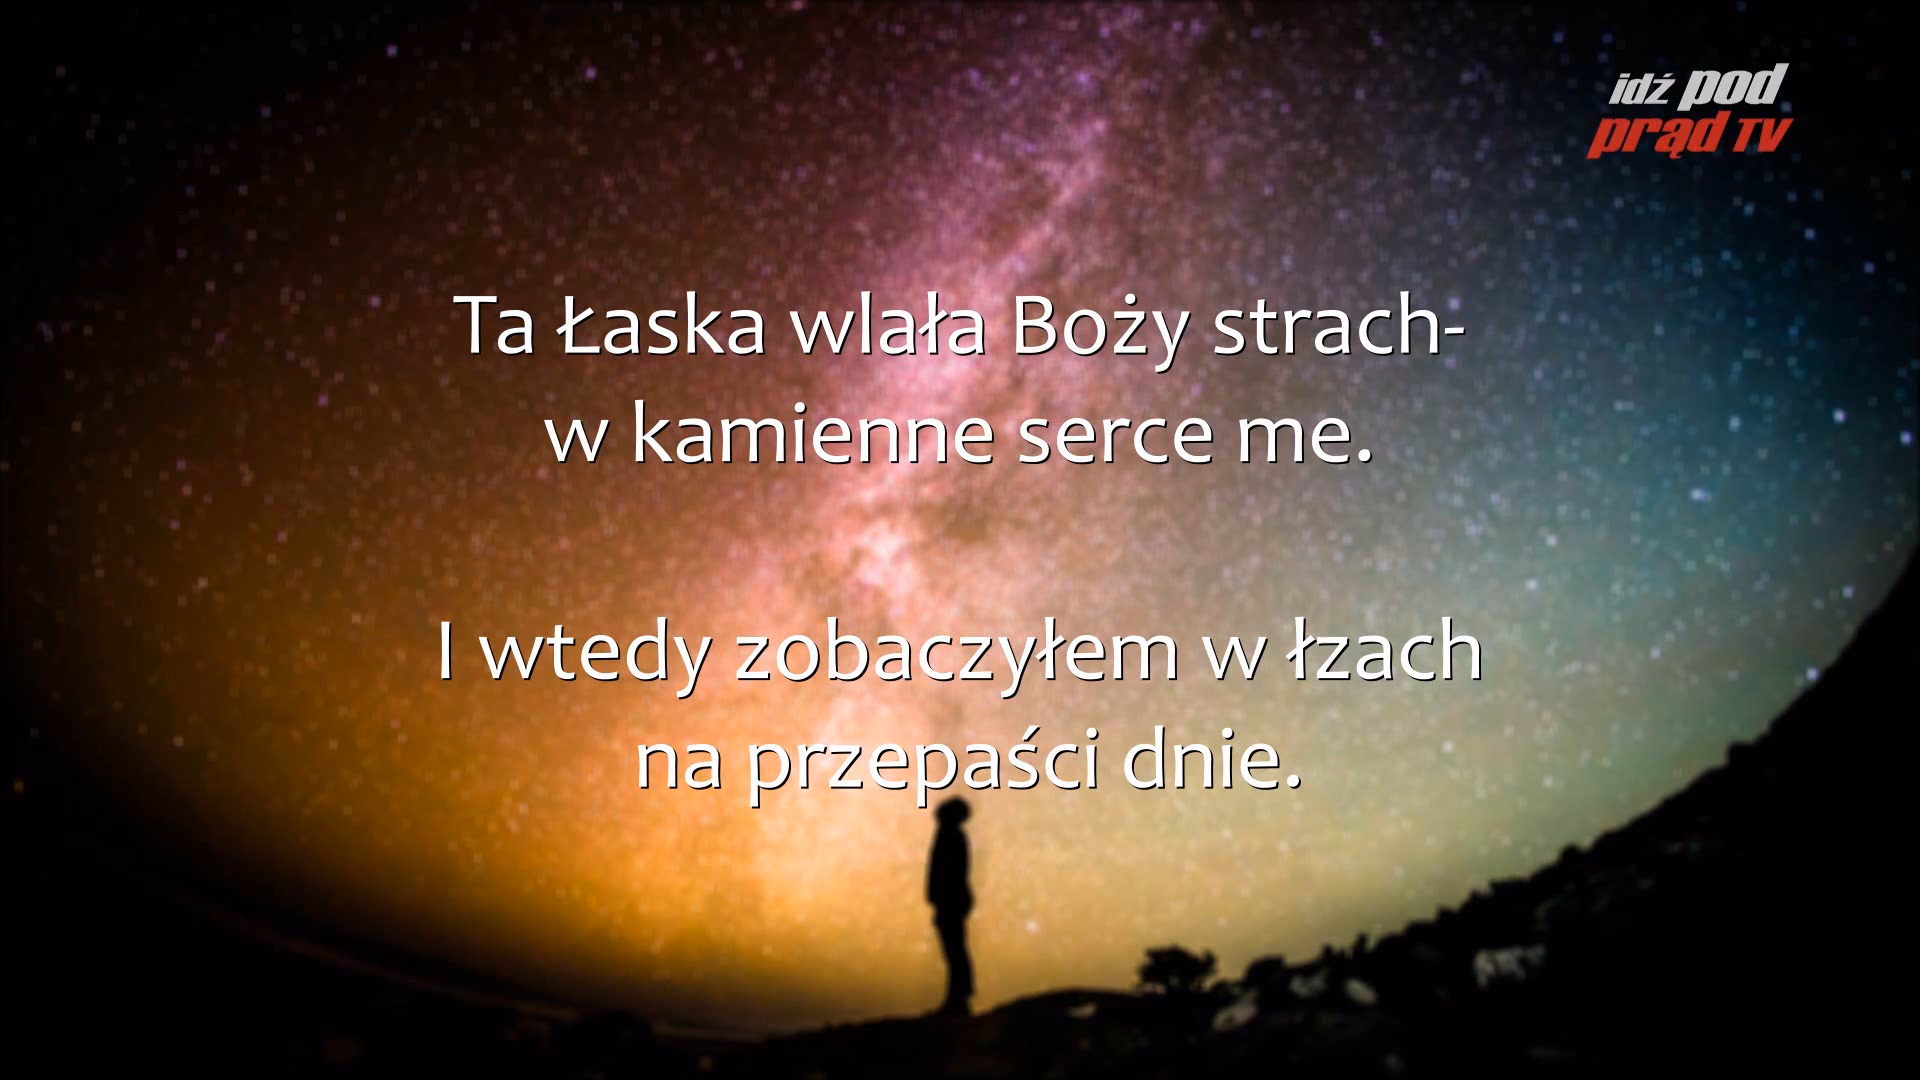 idź pod
prąd TV
Ta Łaska wlała Boży strach-
w kamienne serce me.
I wtedy zobaczyłem w łzach
na przepaści dnie.